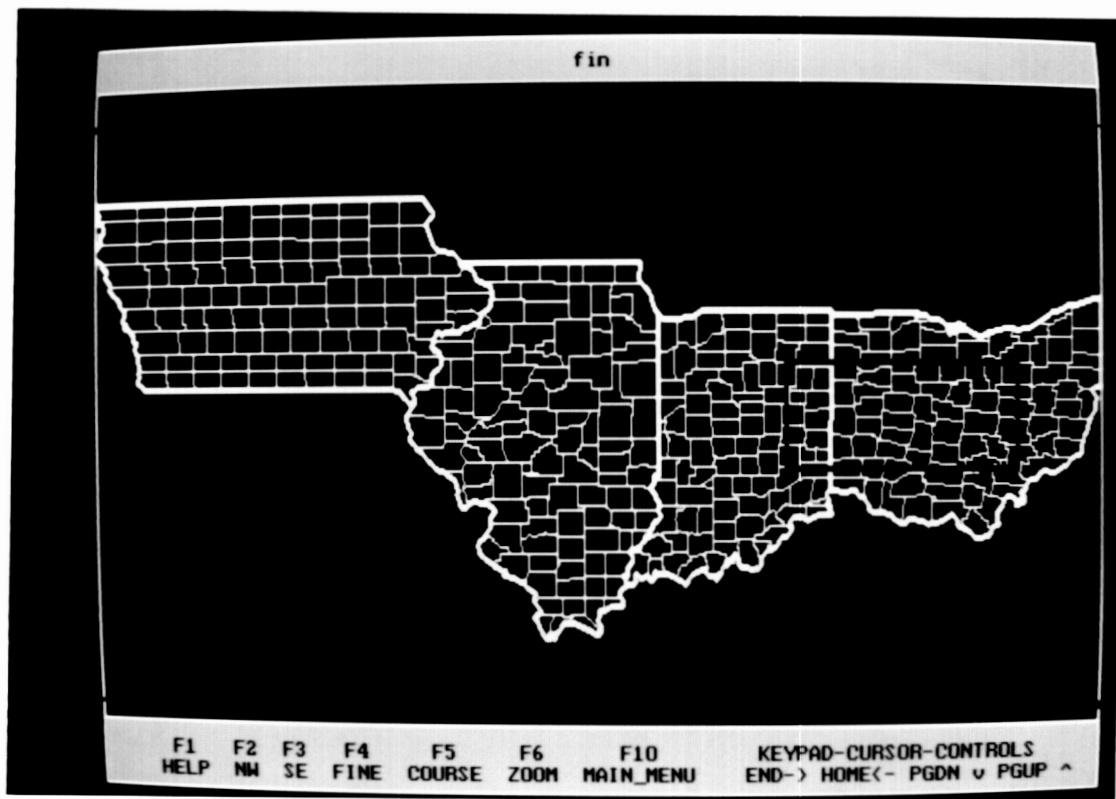 fin
F1 F2 F3 F4 F5 F6 F10 KEYPAD-CURSOR-CONTROLS
HELP NW SE FINE COURSE ZOOM MAIN_MENU END-> HOME<- PGDN v PGUP ^